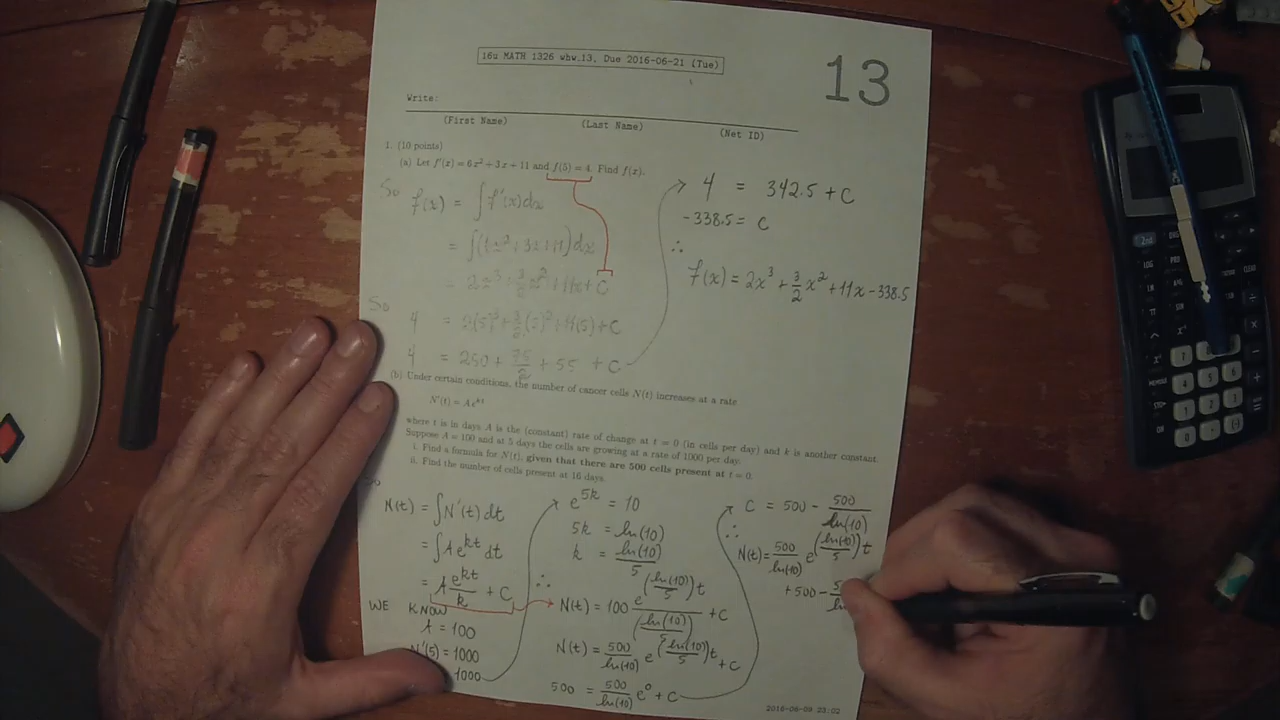 16u MATH 1326 whw 13, Due 2016-06-21 (Tue)
13
Write:
(First Name) (Last Name) (Net ID)
1. (10 points)
(a) Let f'(x) = 6x² + 3x + 11 and f(5) = 4. Find f(x).
So
f(x) = ∫f'(x)dx
= ∫(6x² + 3x + 11)dx
= 2x³ + 3/2 x² + 11x + C
So
4 = 2(5)³ + 3/2 (5)² + 11(5) + C
4 = 250 + 75/2 + 55 + C
4 = 342.5 + C
-338.5 = C
∴
f(x) = 2x³ + 3/2 x² + 11x - 338.5
(b) Under certain conditions, the number of cancer cells N(t) increases at a rate
N'(t) = Ae^{kt}
where t is in days A is the (constant) rate of change at t = 0 (in cells per day) and k is another constant.
Suppose A = 100 and at 5 days the cells are growing at a rate of 1000 per day.
i. Find a formula for N(t), given that there are 500 cells present at t = 0.
ii. Find the number of cells present at 16 days.
N(t) = ∫N'(t) dt
= ∫Ae^{kt} dt
= A e^{kt}/k + C
WE KNOW
A = 100
N'(5) = 1000
1000
e^{5k} = 10
5k = ln(10)
k = ln(10)/5
∴
N(t) = 100 e^{(ln(10)/5)t}/(ln(10)/5) + C
N(t) = 500/ln(10) e^{(ln(10)/5)t} + C
500 = 500/ln(10) e⁰ + C
C = 500 - 500/ln(10)
∴
N(t) = 500/ln(10) e^{(ln(10)/5)t}
+ 500 -
2016-06-09 23:02
2nd